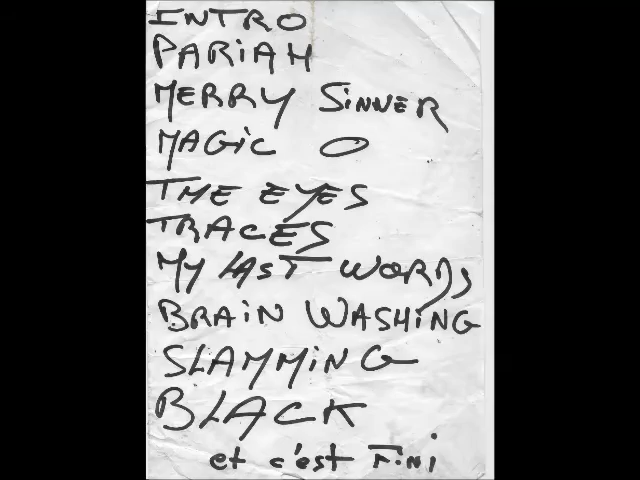 INTRO
PARiAH
MERRY SiNNER
MAGiC O
THE EYES
TRACES
MY LAST WORDS
BRAiN WASHiNG
SLAMMiNG
BLACK
et c'est Fini